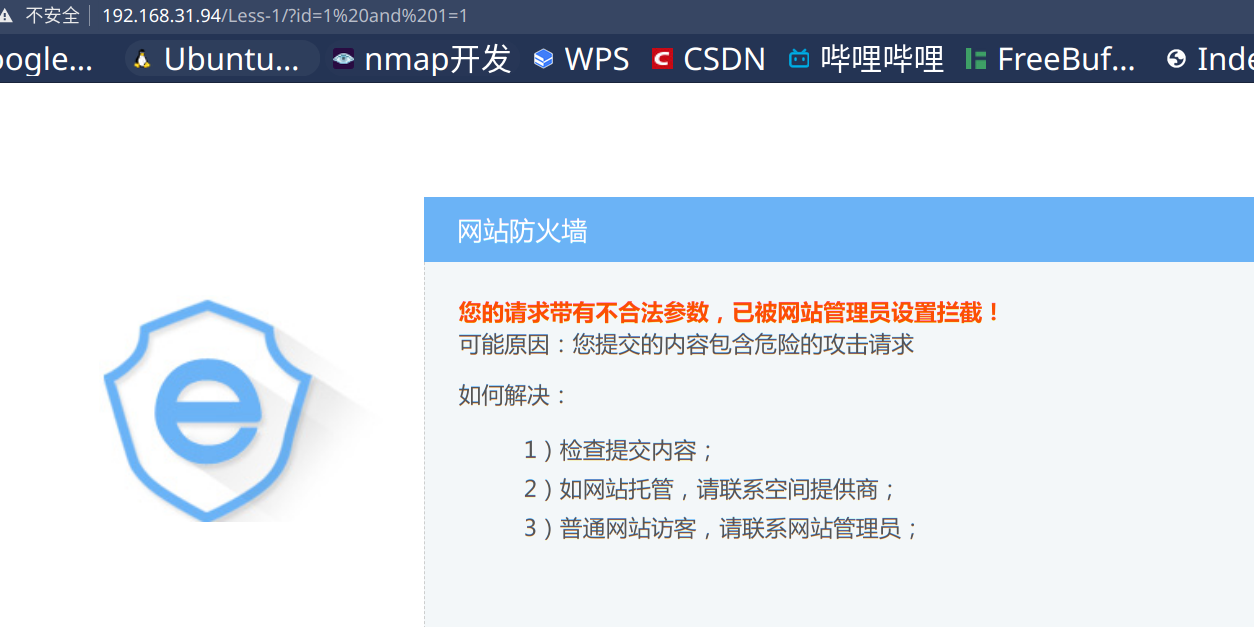 不安全 192.168.31.94/Less-1/?id=1%20and%201=1
oogle... Ubuntu... nmap开发 WPS CSDN 哔哩哔哩 FreeBuf... Inde
网站防火墙
您的请求带有不合法参数，已被网站管理员设置拦截！
可能原因：您提交的内容包含危险的攻击请求
如何解决：
1）检查提交内容；
2）如网站托管，请联系空间提供商；
3）普通网站访客，请联系网站管理员；